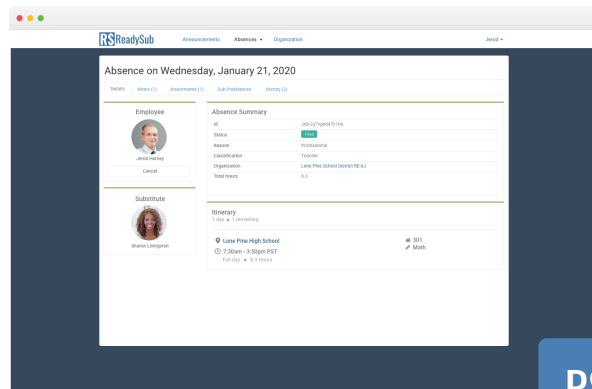 RS ReadySub
Announcements Absences Organization Jerod
Absence on Wednesday, January 21, 2020
Details Notes (1) Attachments (1) Sub Preferences History (2)
Employee
Jerod Harvey
Cancel
Absence Summary
Id
Status Filled
Reason Professional
Classification Teacher
Organization Lone Pine School District RE-6J
Total Hours 8.3
Substitute
Sharon Livingston
Itinerary
1 day • 1 remaining
Lone Pine High School 301
7:30am - 3:50pm PST Math
Full day • 8.3 Hours